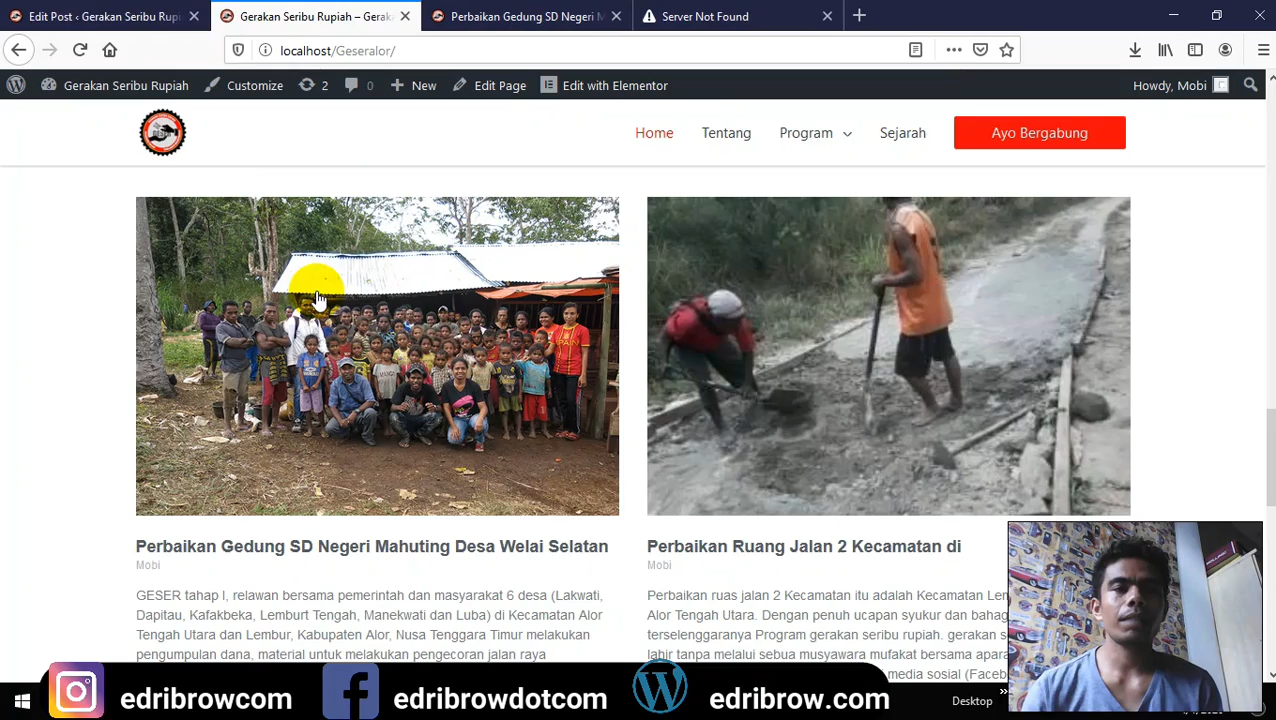 Edit Post ‹ Gerakan Seribu Rupi
Gerakan Seribu Rupiah – Geraka
Perbaikan Gedung SD Negeri M
Server Not Found
localhost/Geseralor/
Gerakan Seribu Rupiah
Customize
2
0
New
Edit Page
Edit with Elementor
Howdy, Mobi
Home
Tentang
Program
Sejarah
Ayo Bergabung
Perbaikan Gedung SD Negeri Mahuting Desa Welai Selatan
Mobi
GESER tahap I, relawan bersama pemerintah dan masyarakat 6 desa (Lakwati,
Dapitau, Kafakbeka, Lemburt Tengah, Manekwati dan Luba) di Kecamatan Alor
Tengah Utara dan Lembur, Kabupaten Alor, Nusa Tenggara Timur melakukan
pengumpulan dana, material untuk melakukan pengecoran jalan raya
Perbaikan Ruang Jalan 2 Kecamatan di
Mobi
Perbaikan ruas jalan 2 Kecamatan itu adalah Kecamatan Len
Alor Tengah Utara. Dengan penuh ucapan syukur dan bahag
terselenggaranya Program gerakan seribu rupiah. gerakan s
lahir tanpa melalui sebua musyawara mufakat bersama apara
media sosial (Faceb
edribrowcom
edribrowdotcom
edribrow.com
Desktop